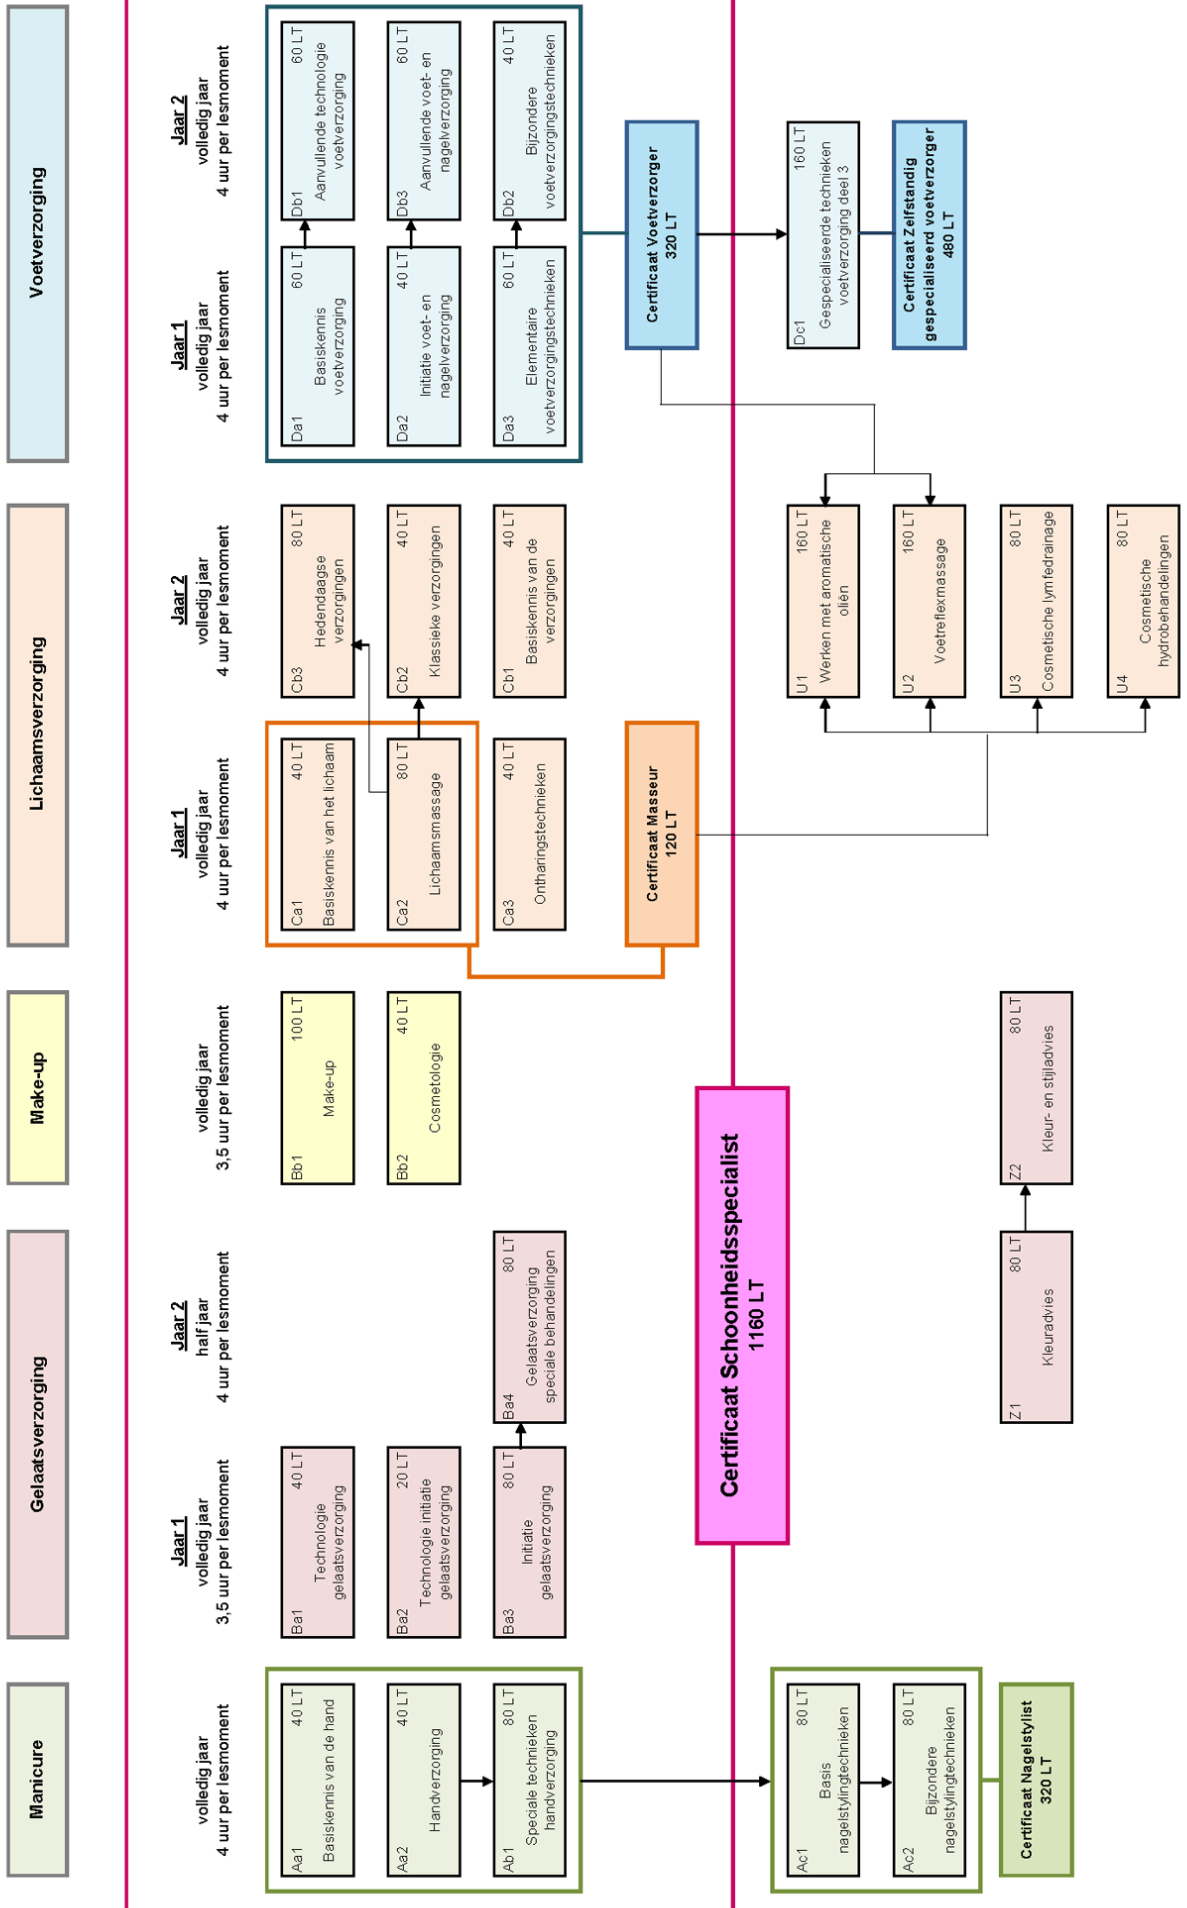 Manicure
Gelaatsverzorging
Make-up
Lichaamsverzorging
Voetverzorging
volledig jaar
4 uur per lesmoment
Jaar 1
volledig jaar
3,5 uur per lesmoment
Jaar 2
half jaar
4 uur per lesmoment
volledig jaar
3,5 uur per lesmoment
Jaar 1
volledig jaar
4 uur per lesmoment
Jaar 2
volledig jaar
4 uur per lesmoment
Jaar 1
volledig jaar
4 uur per lesmoment
Jaar 2
volledig jaar
4 uur per lesmoment
Aa1 40 LT
Basiskennis van de hand
Ba1 40 LT
Technologie
gelaatsverzorging
Bb1 100 LT
Make-up
Ca1 40 LT
Basiskennis van het lichaam
Cb3 80 LT
Hedendaagse
verzorgingen
Da1 60 LT
Basiskennis
voetverzorging
Db1 60 LT
Aanvullende technologie
voetverzorging
Aa2 40 LT
Handverzorging
Ba2 20 LT
Technologie initiatie
gelaatsverzorging
Bb2 40 LT
Cosmetologie
Ca2 80 LT
Lichaamsmassage
Cb2 40 LT
Klassieke verzorgingen
Da2 40 LT
Initiatie voet- en
nagelverzorging
Db3 60 LT
Aanvullende voet- en
nagelverzorging
Ab1 80 LT
Speciale technieken
handverzorging
Ba3 80 LT
Initiatie
gelaatsverzorging
Ba4 80 LT
Gelaatsverzorging
speciale behandelingen
Ca3 40 LT
Ontharingstechnieken
Cb1 40 LT
Basiskennis van de
verzorgingen
Da3 60 LT
Elementaire
voetverzorgingstechnieken
Db2 40 LT
Bijzondere
voetverzorgingstechnieken
Certificaat Masseur
120 LT
Certificaat Voetverzorger
320 LT
Certificaat Schoonheidsspecialist
1160 LT
Ac1 80 LT
Basis
nagelstylingtechnieken
U1 160 LT
Werken met aromatische
oliën
Dc1 160 LT
Gespecialiseerde technieken
voetverzorging deel 3
Ac2 80 LT
Bijzondere
nagelstylingtechnieken
U2 160 LT
Voetreflexmassage
Certificaat Zelfstandig
gespecialiseerd voetverzorger
480 LT
Certificaat Nagelstylist
320 LT
Z1 80 LT
Kleuradvies
Z2 80 LT
Kleur- en stijladvies
U3 80 LT
Cosmetische lymfedrainage
U4 80 LT
Cosmetische
hydrobehandelingen